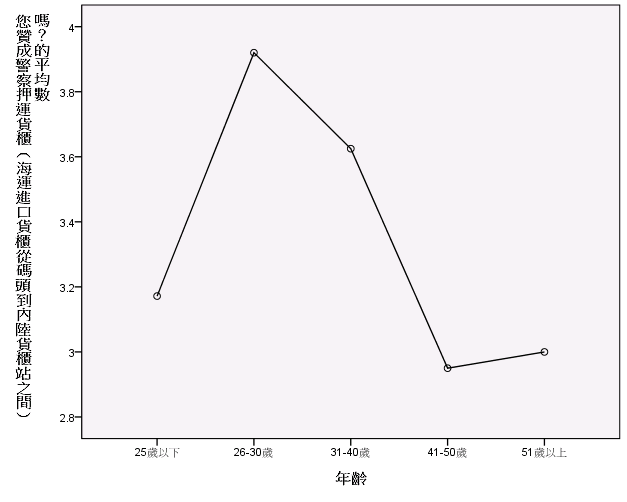 您贊成警察押運貨櫃（海運進口貨櫃從碼頭到內陸貨櫃站之間）
嗎？的平均數
4
3.8
3.6
3.4
3.2
3
2.8
25歲以下
26-30歲
31-40歲
41-50歲
51歲以上
年齡